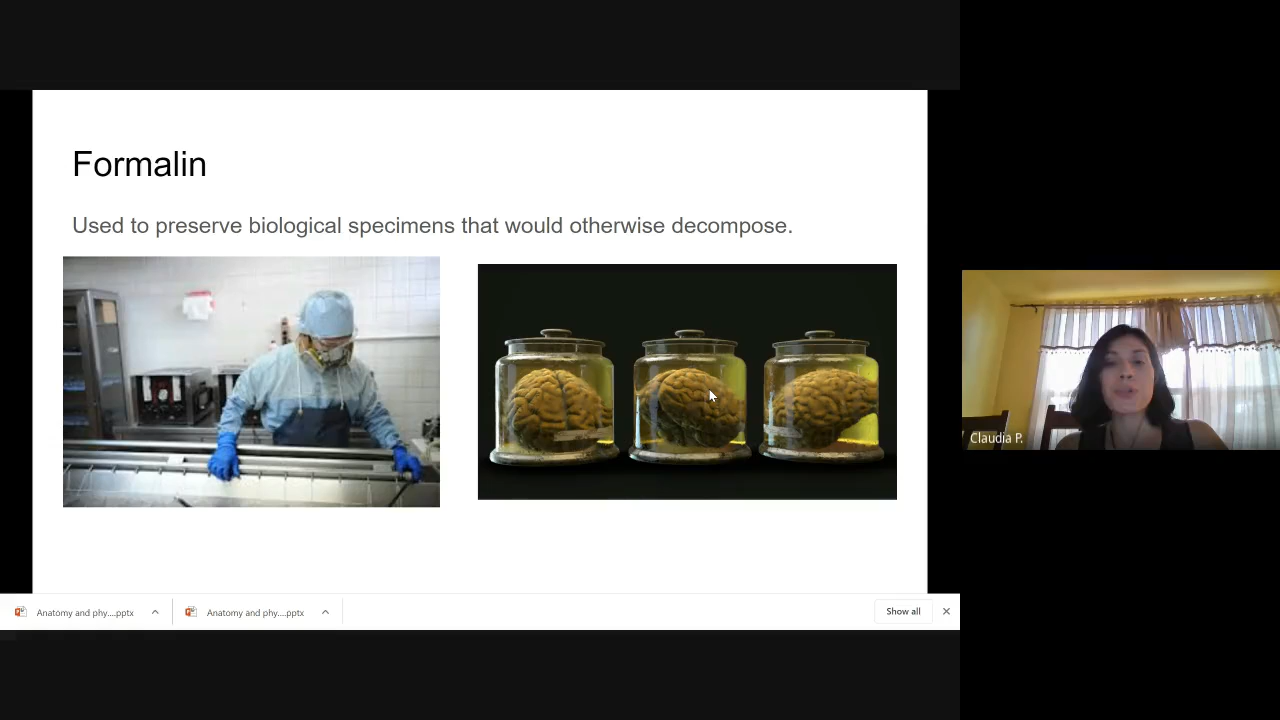 Formalin
Used to preserve biological specimens that would otherwise decompose.
Claudia P.
Anatomy and phy....pptx
Anatomy and phy....pptx
Show all